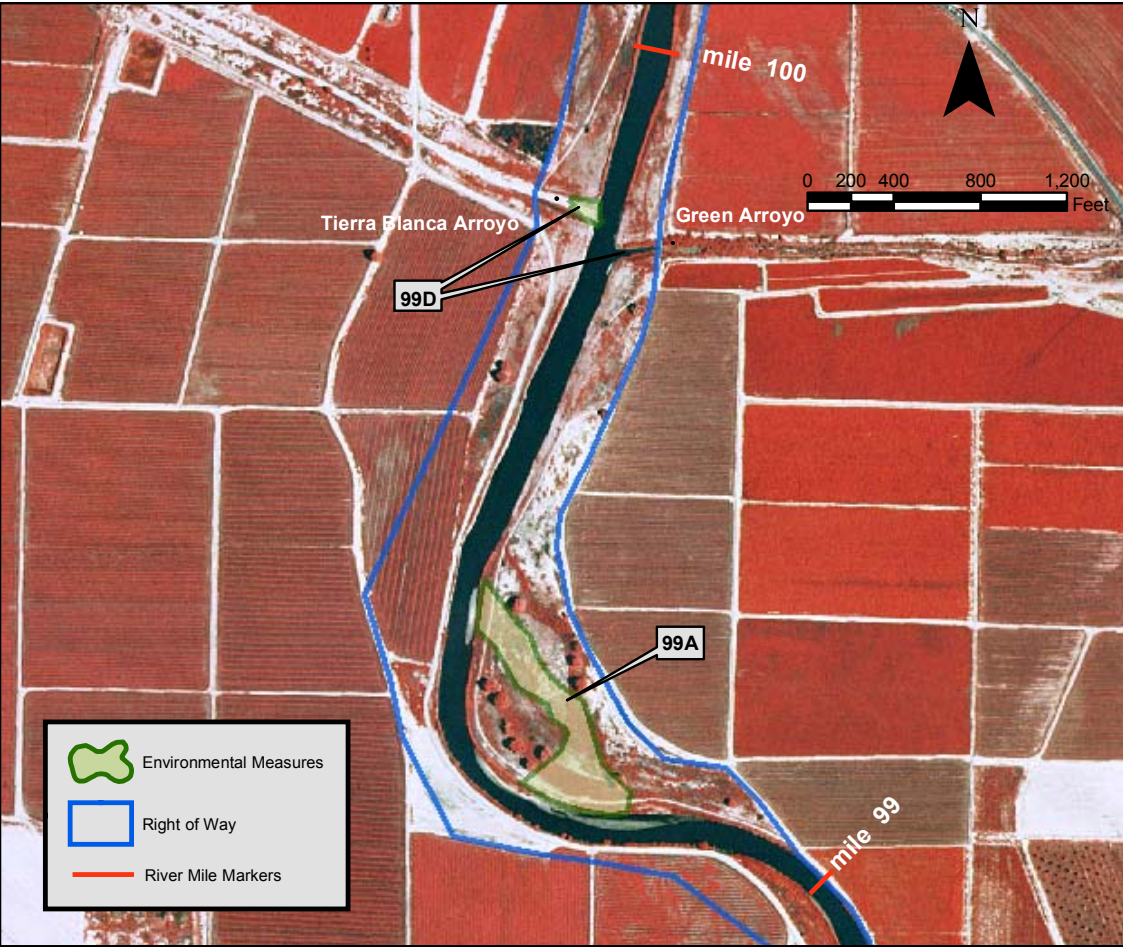 N
mile 100
0 200 400 800 1,200
Feet
Tierra Blanca Arroyo
Green Arroyo
99D
99A
Environmental Measures
Right of Way
River Mile Markers
mile 99